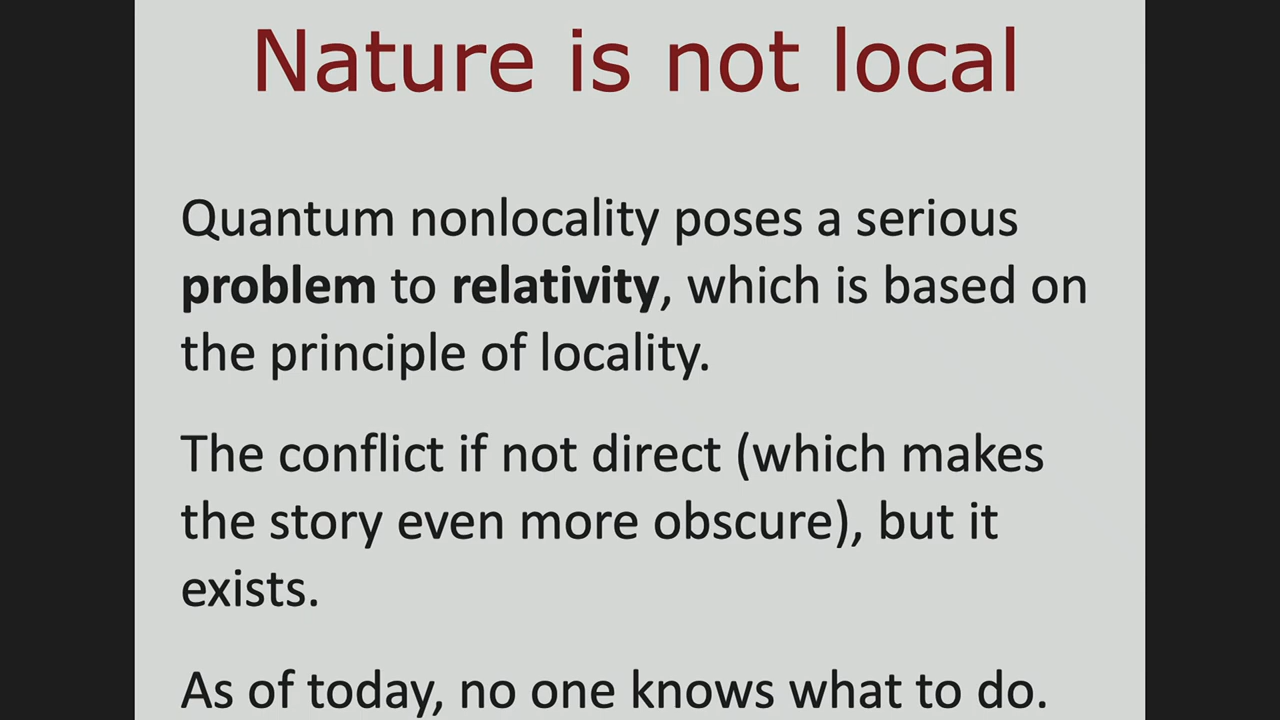 Nature is not local
Quantum nonlocality poses a serious
problem to relativity, which is based on
the principle of locality.
The conflict if not direct (which makes
the story even more obscure), but it
exists.
As of today, no one knows what to do.